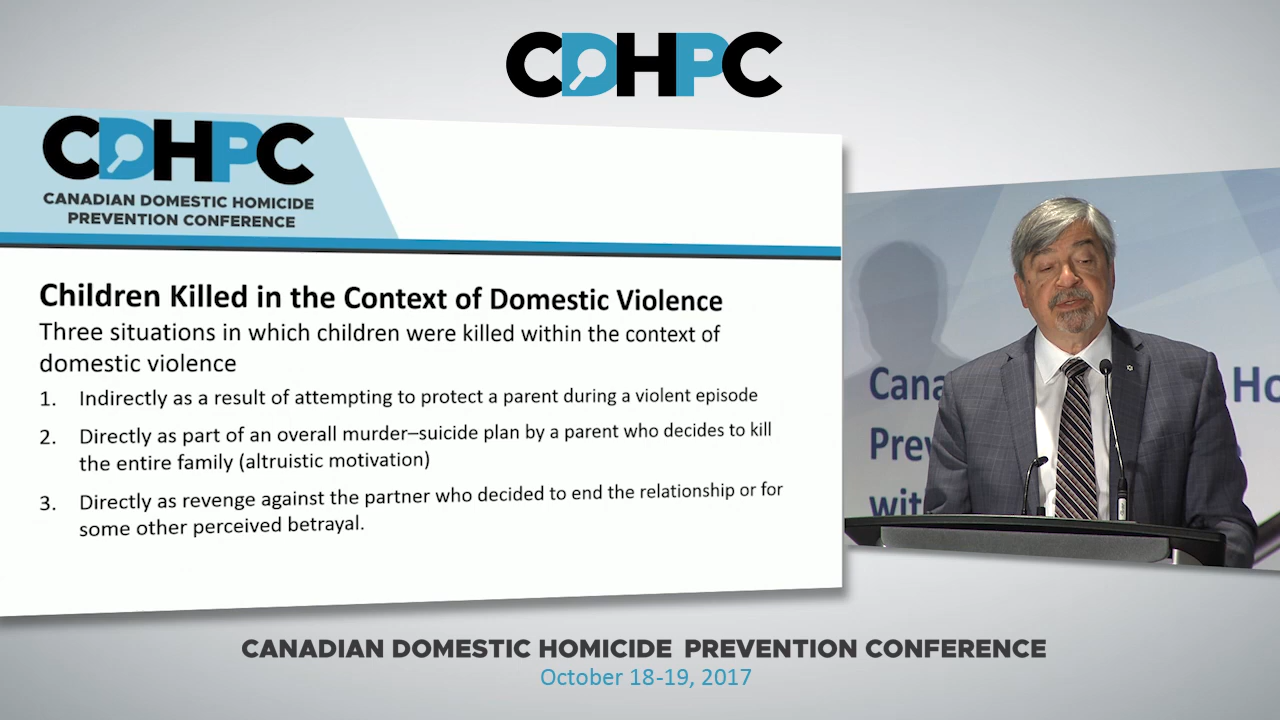 CDHPC
CDHPC
CANADIAN DOMESTIC HOMICIDE
PREVENTION CONFERENCE
Children Killed in the Context of Domestic Violence
Three situations in which children were killed within the context of
domestic violence
1. Indirectly as a result of attempting to protect a parent during a violent episode
2. Directly as part of an overall murder–suicide plan by a parent who decides to kill
the entire family (altruistic motivation)
3. Directly as revenge against the partner who decided to end the relationship or for
some other perceived betrayal.
CANADIAN DOMESTIC HOMICIDE PREVENTION CONFERENCE
October 18-19, 2017